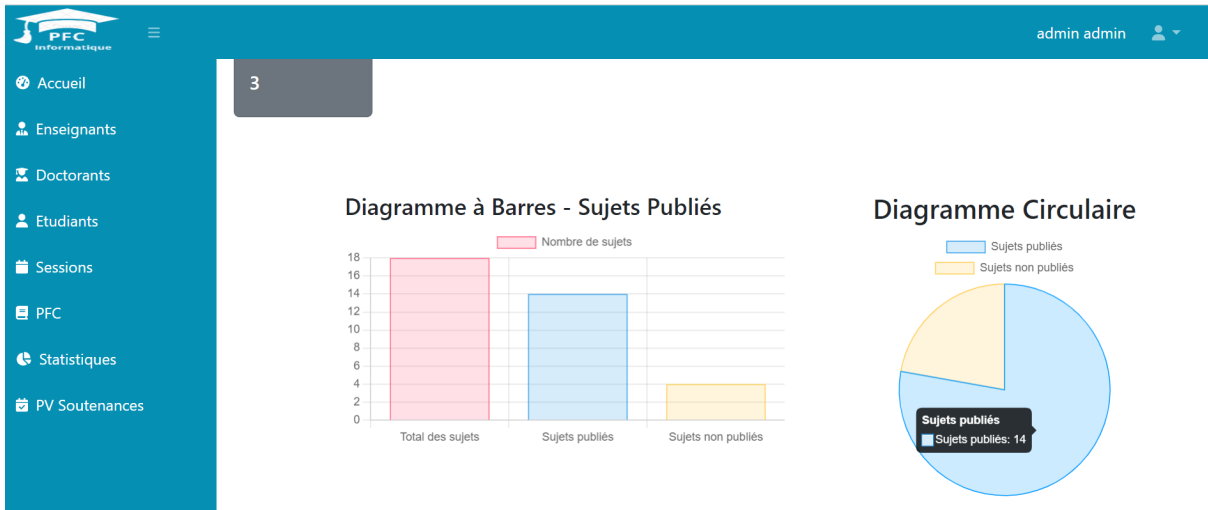 PFC
Informatique
admin admin
Accueil
Enseignants
Doctorants
Etudiants
Sessions
PFC
Statistiques
PV Soutenances
3
Diagramme à Barres - Sujets Publiés
Nombre de sujets
18
16
14
12
10
8
6
4
2
0
Total des sujets
Sujets publiés
Sujets non publiés
Diagramme Circulaire
Sujets publiés
Sujets non publiés
Sujets publiés
Sujets publiés: 14